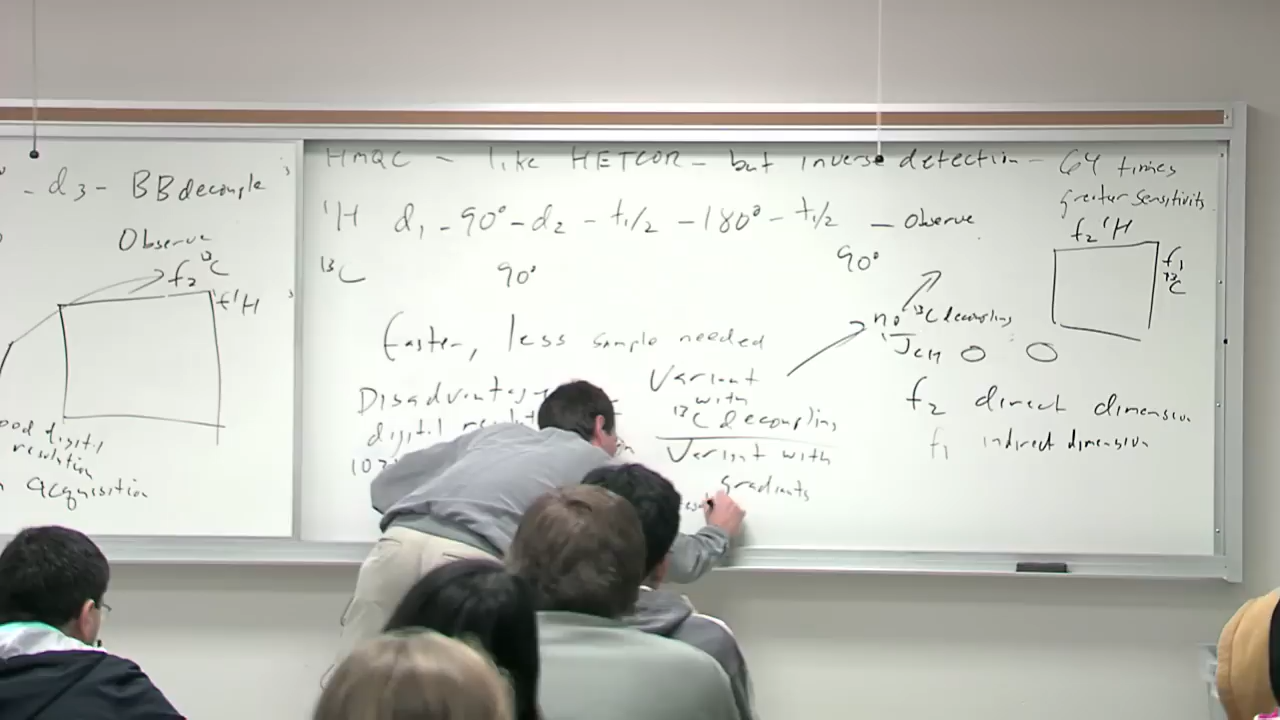 - d3 - BB decouple
Observe
f2 13C
f1 1H
resolution
acquisition
HMQC - like HETCOR - but inverse detection - 64 times
greater sensitivity
1H d1 - 90° - d2 - t1/2 - 180° - t1/2 - Observe
13C 90° 90°
f2 1H
f1
13C
no 13C decoupling
1JCH
Faster, less sample needed
Variant
with
13C decoupling
Variant with
gradients
f2 direct dimension
f1 indirect dimension